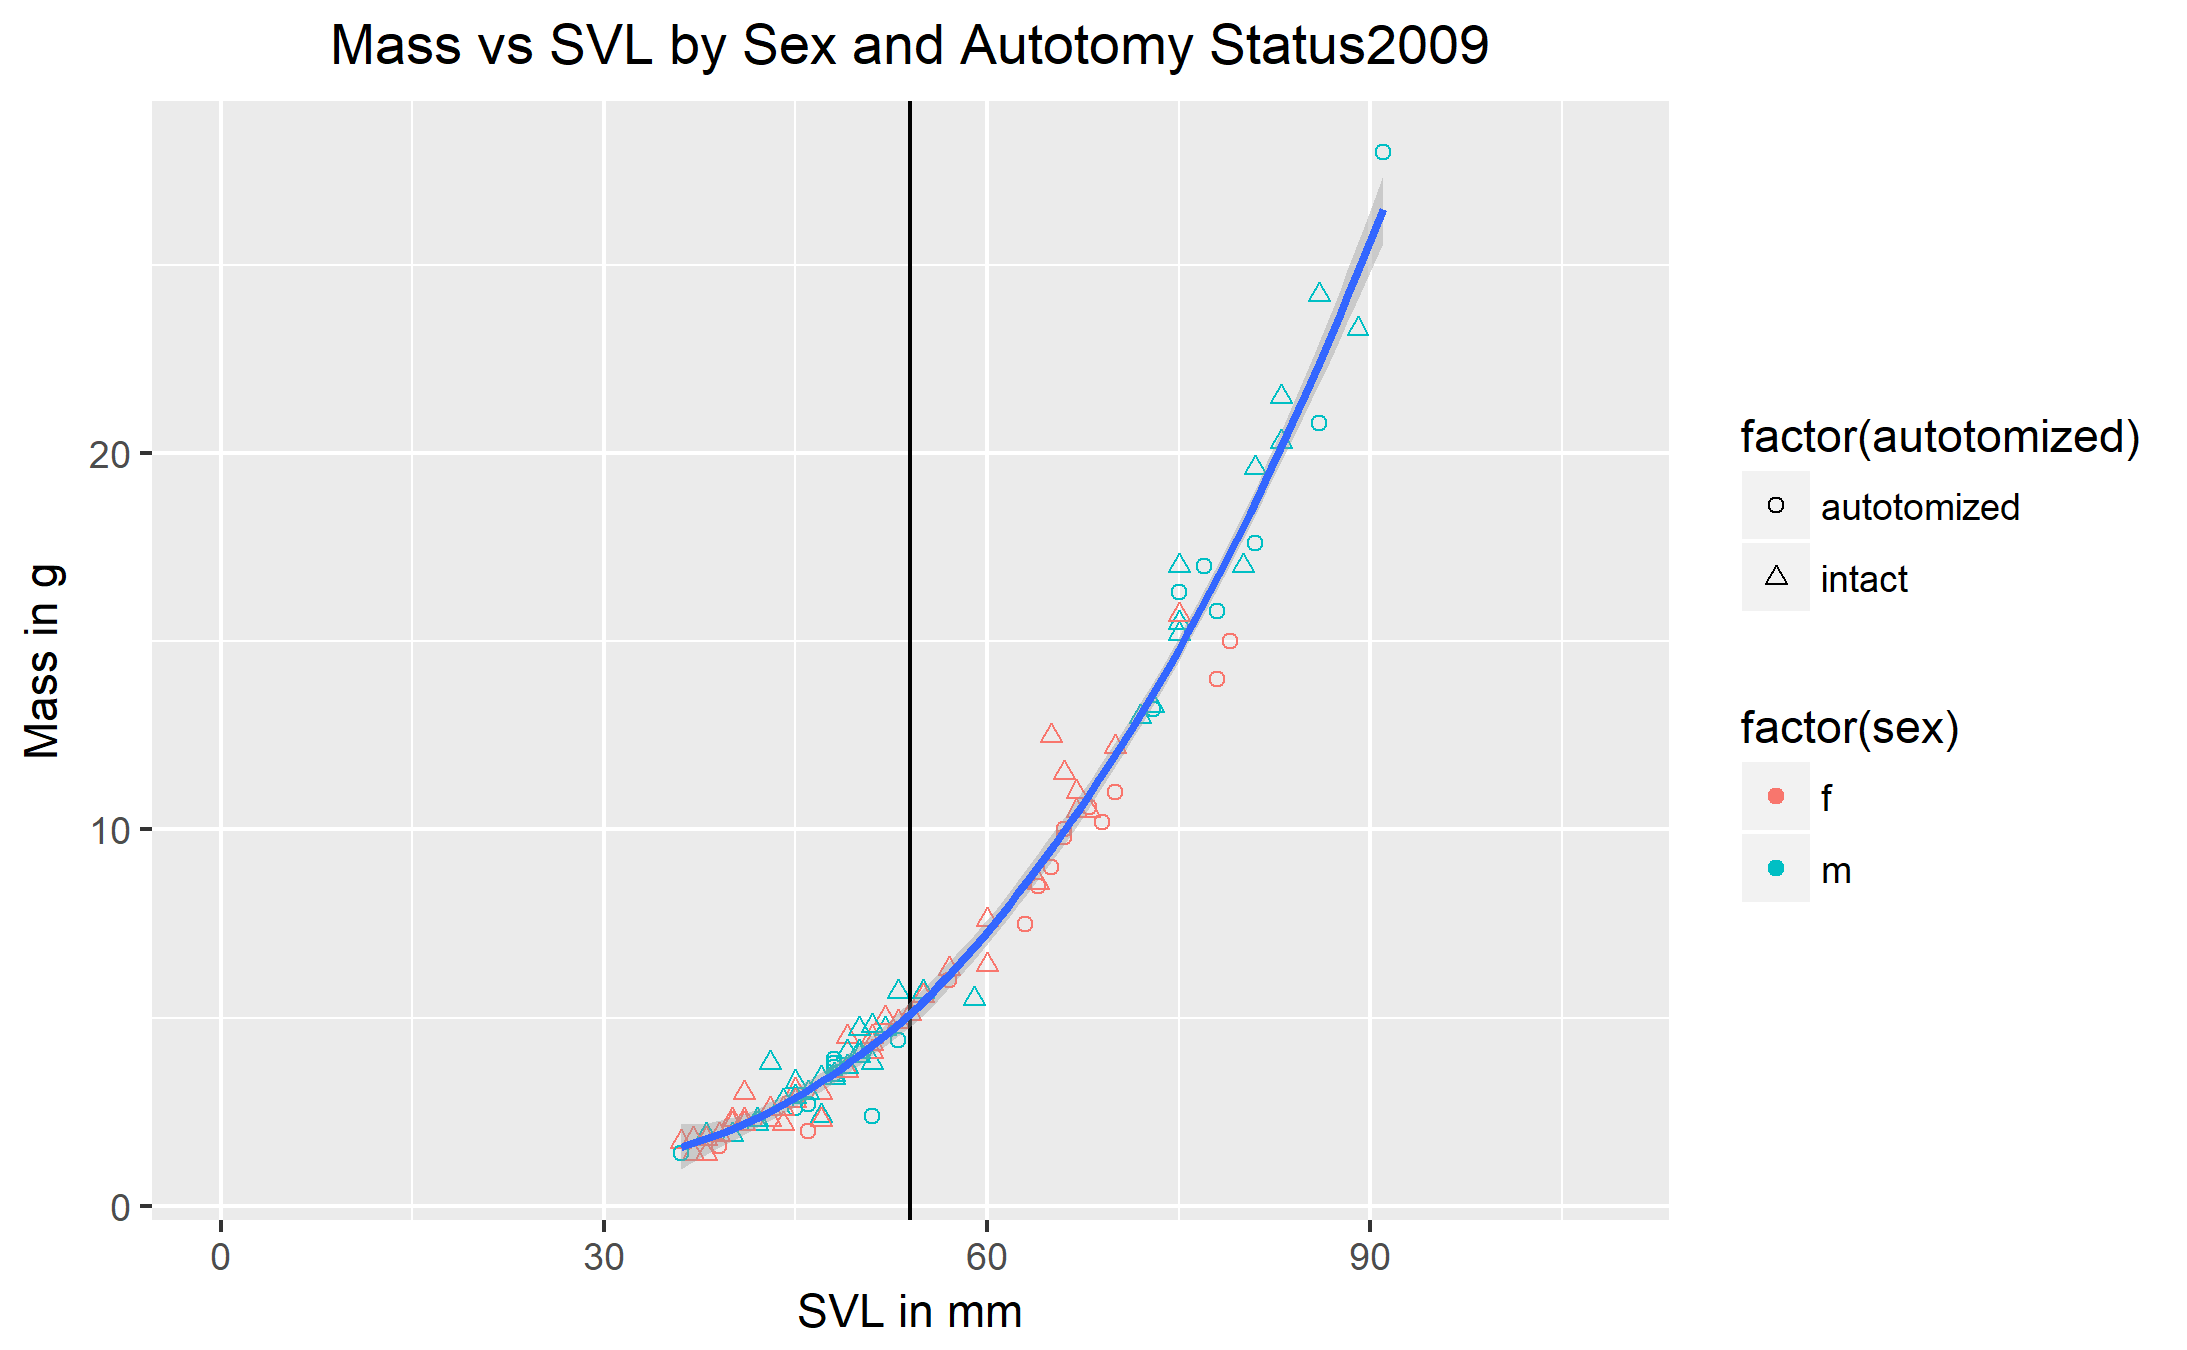 Mass vs SVL by Sex and Autotomy Status2009
Mass in g
20
10
0
0 30 60 90
SVL in mm
factor(autotomized)
autotomized
intact
factor(sex)
f
m